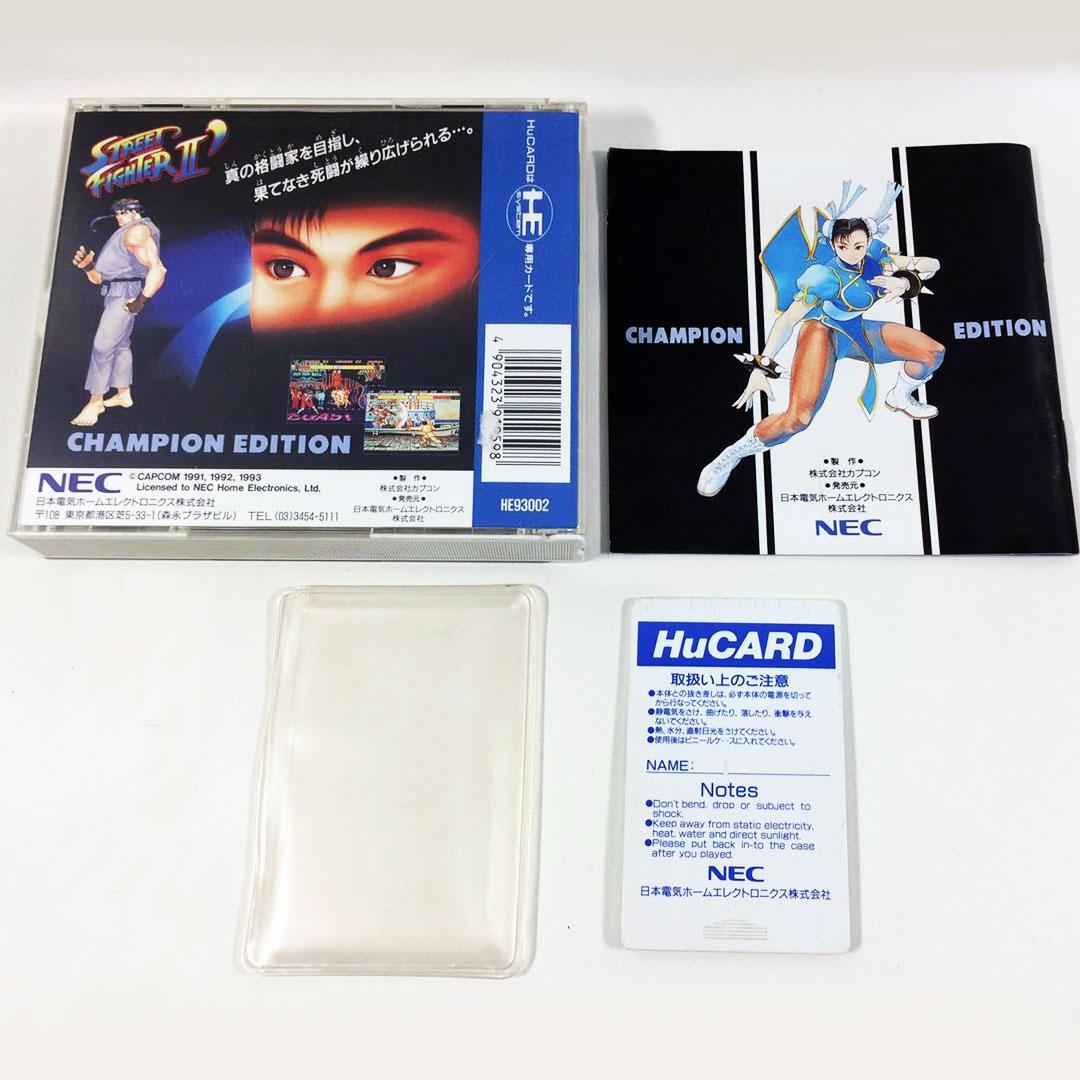 STREET
FIGHTER II'
真の格闘家を目指し、
果てなき死闘が繰り広げられる…。
CHAMPION EDITION
NEC
©CAPCOM 1991, 1992, 1993
Licensed to NEC Home Electronics, Ltd.
日本電気ホームエレクトロニクス株式会社
〒108 東京都港区芝5-33-1(森永プラザビル) TEL(03)3454-5111
●製 作●
株式会社カプコン
●発売元●
日本電気ホームエレクトロニクス
株式会社
HuCARDは
HE
SYSTEM
専用カードです。
HE93002
CHAMPION EDITION
●製 作●
株式会社カプコン
●発売元●
日本電気ホームエレクトロニクス
株式会社
NEC
HuCARD
取扱い上のご注意
●本体との抜き差しは、必ず本体の電源を切って
から行なってください。
●静電気をさけ、曲げたり、落したり、衝撃を与え
ないでください。
●熱、水分、直射日光をさけてください。
●使用後はビニールケースに入れてください。
NAME:
Notes
●Don't bend, drop or subject to
shock.
●Keep away from static electricity,
heat, water and direct sunlight.
●Please put back in-to the case
after you played.
NEC
日本電気ホームエレクトロニクス株式会社